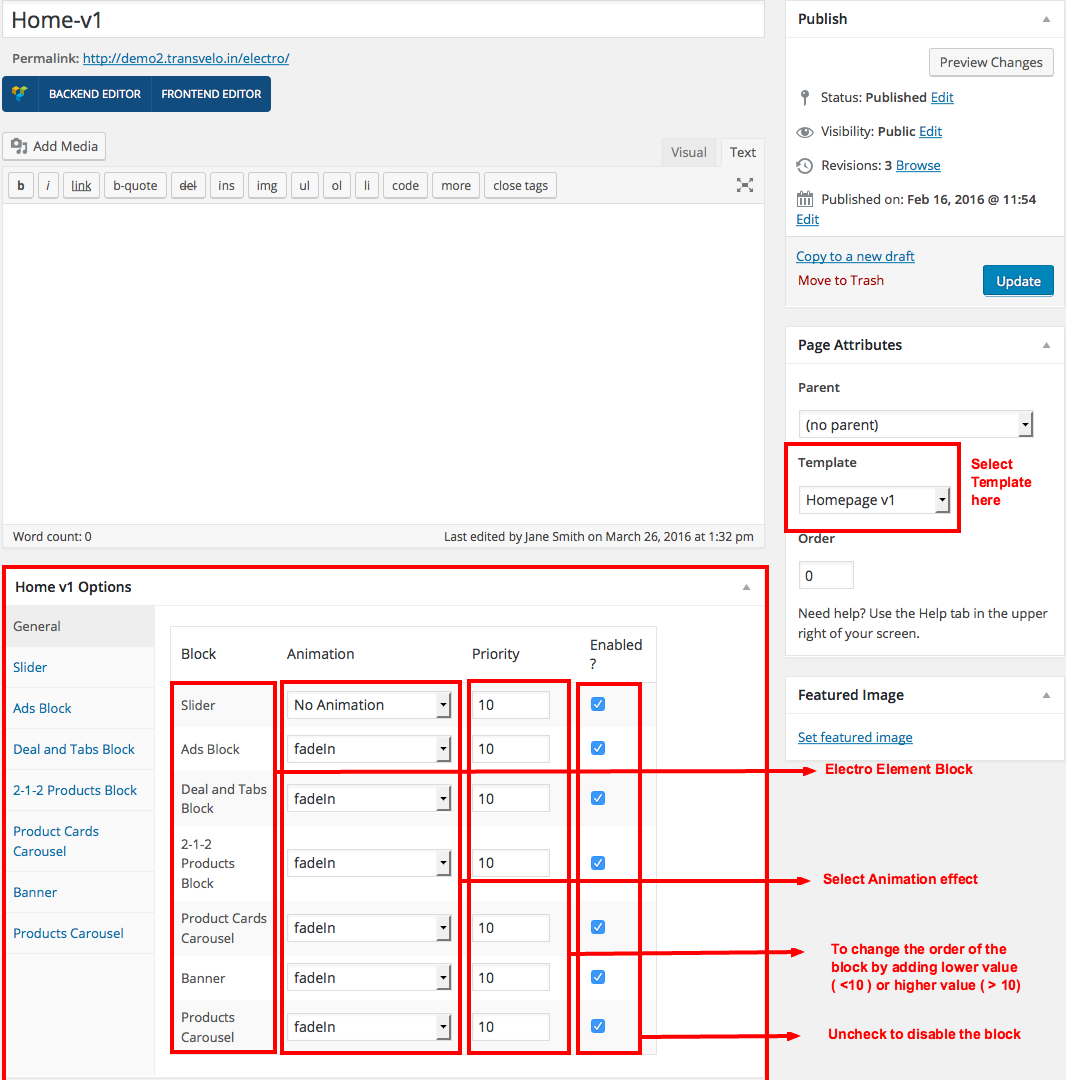 Home-v1
Permalink: http://demo2.transvelo.in/electro/
BACKEND EDITOR FRONTEND EDITOR
Add Media
Visual Text
b i link b-quote del ins img ul ol li code more close tags
Word count: 0 Last edited by Jane Smith on March 26, 2016 at 1:32 pm
Publish
Preview Changes
Status: Published Edit
Visibility: Public Edit
Revisions: 3 Browse
Published on: Feb 16, 2016 @ 11:54
Edit
Copy to a new draft
Move to Trash
Update
Page Attributes
Parent
(no parent)
Template
Homepage v1
Select
Template
here
Order
0
Need help? Use the Help tab in the upper
right of your screen.
Featured Image
Set featured image
Home v1 Options
General
Slider
Ads Block
Deal and Tabs Block
2-1-2 Products Block
Product Cards
Carousel
Banner
Products Carousel
Block Animation Priority Enabled
?
Slider No Animation 10
Ads Block fadeIn 10
Deal and Tabs
Block fadeIn 10
2-1-2
Products
Block fadeIn 10
Product Cards
Carousel fadeIn 10
Banner fadeIn 10
Products
Carousel fadeIn 10
Electro Element Block
Select Animation effect
To change the order of the
block by adding lower value
( <10 ) or higher value ( > 10)
Uncheck to disable the block